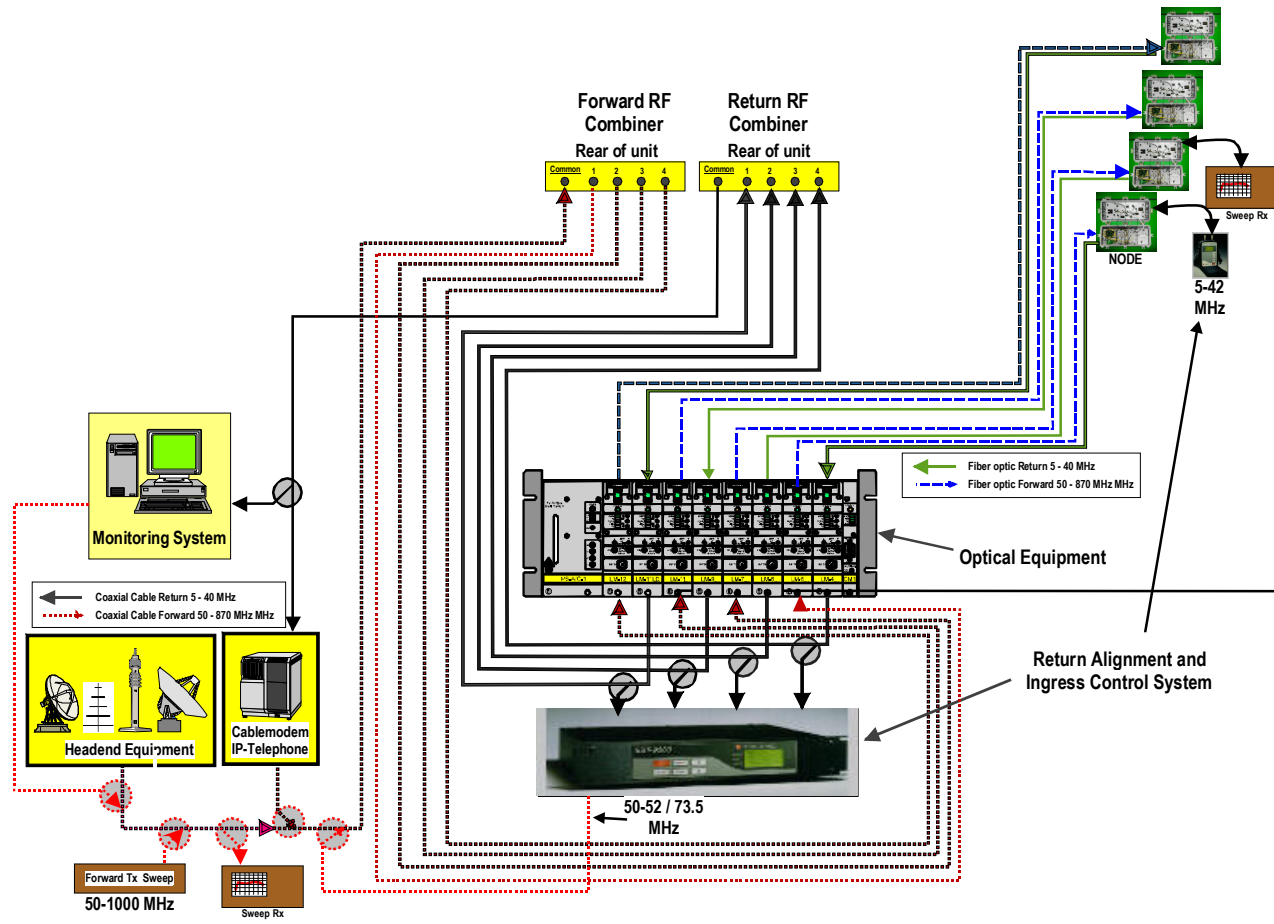 Forward RF
Combiner
Rear of unit
Common 1 2 3 4
Return RF
Combiner
Rear of unit
Common 1 2 3 4
Sweep Rx
NODE
5-42
MHz
Monitoring System
Fiber optic Return 5 - 40 MHz
Fiber optic Forward 50 - 870 MHz MHz
Optical Equipment
Coaxial Cable Return 5 - 40 MHz
Coaxial Cable Forward 50 - 870 MHz MHz
Return Alignment and
Ingress Control System
Headend Equipment
Cablemodem
IP-Telephone
50-52 / 73.5
MHz
Forward Tx Sweep
50-1000 MHz
Sweep Rx